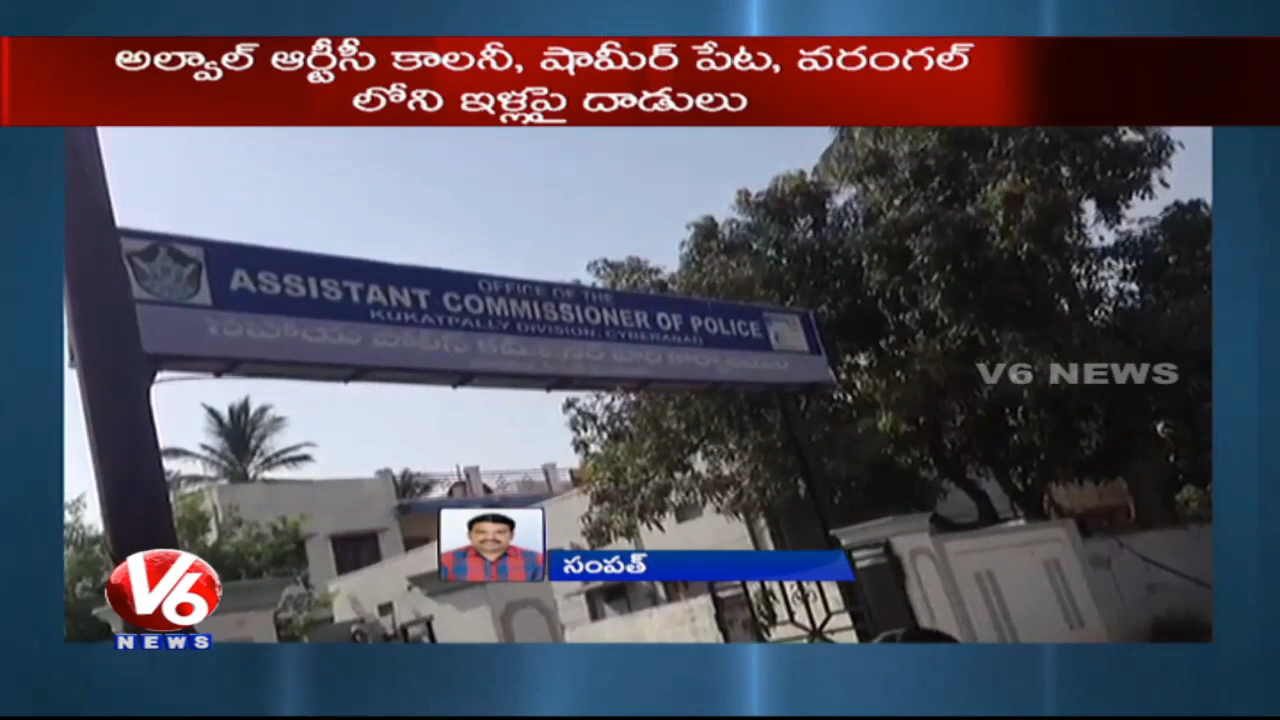 అల్వాల్ ఆర్టీసీ కాలనీ, షామీర్ పేట, వరంగల్
లోని ఇళ్లపై దాడులు
OFFICE OF THE
ASSISTANT COMMISSIONER OF POLICE
KUKATPALLY DIVISION, CYBERABAD
V6 NEWS
సంపత్
V6
NEWS